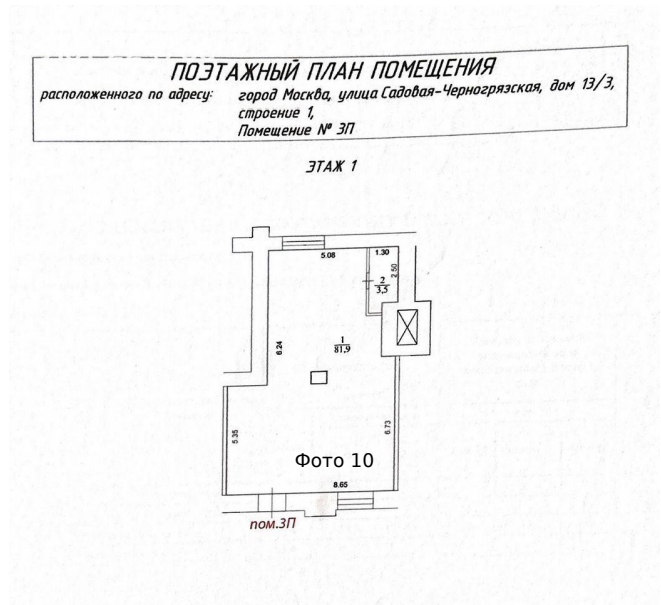 ПОЭТАЖНЫЙ ПЛАН ПОМЕЩЕНИЯ
расположенного по адресу: город Москва, улица Садовая-Черногрязская, дом 13/3,
строение 1,
Помещение № 3П
ЭТАЖ 1
5.08
1.30
2.50
2
3,5
6.24
1
81,9
5.35
6.73
Фото 10
8.65
пом.3П